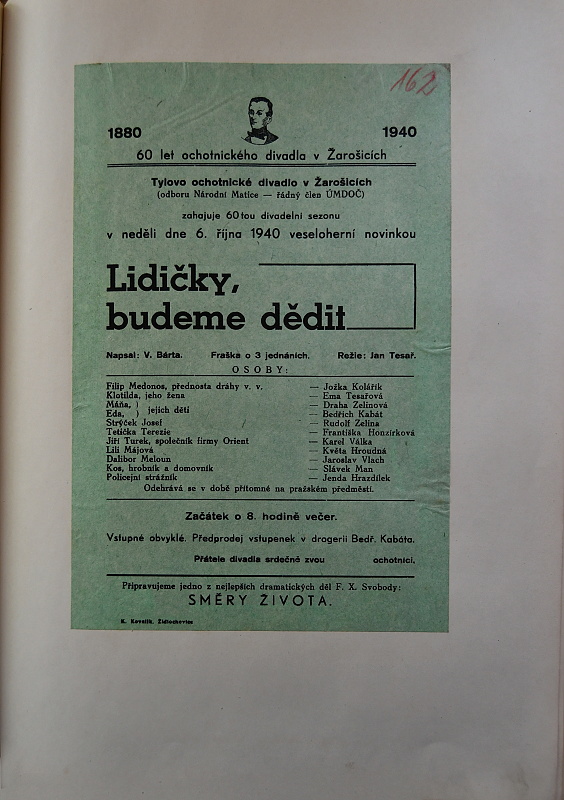 162
1880 1940
60 let ochotnického divadla v Žarošicích
Tylovo ochotnické divadlo v Žarošicích
(odboru Národní Matice — řádný člen ÚMDOČ)
zahajuje 60tou divadelní sezonu
v neděli dne 6. října 1940 veseloherní novinkou
Lidičky,
budeme dědit
Napsal: V. Bárta. Fraška o 3 jednáních. Režie: Jan Tesař.
OSOBY:
Filip Medonos, přednosta dráhy v. v. — Jožka Kolářík
Klotilda, jeho žena — Ema Tesařová
Máňa, ) — Draha Zelinová
Eda, ) jejich děti — Bedřich Kabát
Strýček Josef — Rudolf Zelina
Tetička Terezie — Františka Honzírková
Jiří Turek, společník firmy Orient — Karel Válka
Lili Májová — Květa Hroudná
Dalibor Meloun — Jaroslav Vlach
Kos, hrobník a domovník — Slávek Man
Policejní strážník — Jenda Hrazdílek
Odehrává se v době přítomné na pražském předměstí.
Začátek o 8. hodině večer.
Vstupné obvyklé. Předprodej vstupenek v drogerii Bedř. Kabáta.
Přátele divadla srdečně zvou ochotníci.
Připravujeme jedno z nejlepších dramatických děl F. X. Svobody:
SMĚRY ŽIVOTA.
K. Kovalík, Židlochovice